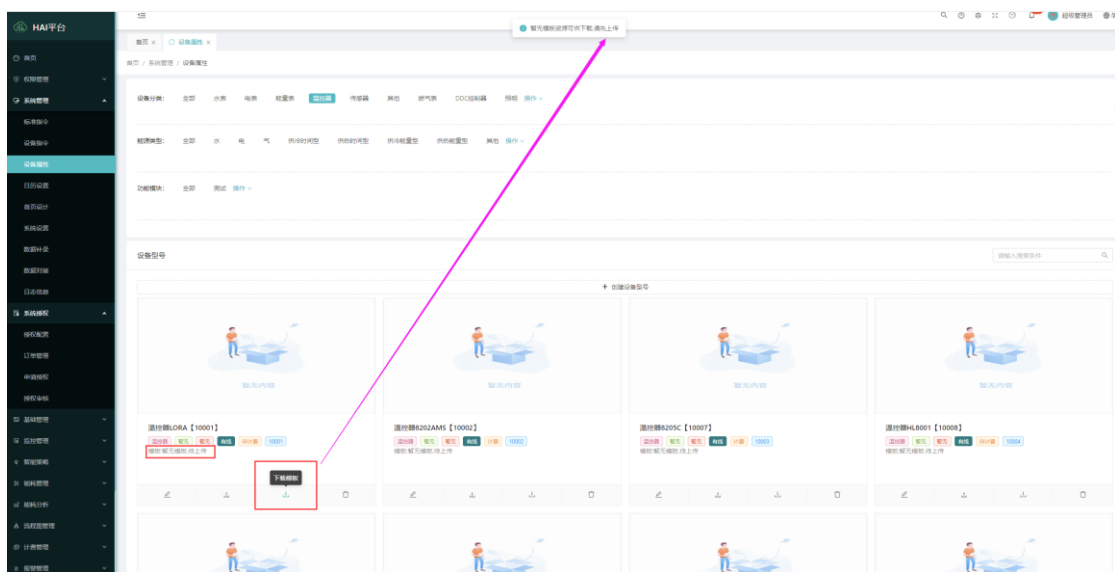 HAI平台
超级管理员
暂无模板资源可供下载,请先上传
首页 ×
设备属性 ×
首页 / 系统管理 / 设备属性
首页
权限管理
系统管理
标准指令
设备指令
设备属性
日历设置
首页设计
系统设置
数据补录
数据对碰
日志信息
系统授权
授权配置
订单管理
申请授权
授权审核
基础管理
监控管理
智能策略
能耗管理
能耗分析
流程图管理
计费管理
报警管理
设备分类: 全部 水表 电表 能量表 温控器 传感器 其他 燃气表 DDC控制器 照明 操作
能源类型: 全部 水 电 气 供冷时间型 供热时间型 供冷能量型 供热能量型 其他 操作
功能模块: 全部 测试 操作
设备型号
请输入搜索条件
+ 创建设备型号
暂无内容
暂无内容
暂无内容
暂无内容
温控器LORA【10001】
温控器 暂无 暂无 有线 非计量 10001
模板:暂无模板,待上传
下载模版
温控器8202AMS【10002】
温控器 暂无 暂无 有线 计量 10002
模板:暂无模板,待上传
温控器8205C【10007】
温控器 暂无 暂无 有线 计量 10003
模板:暂无模板,待上传
温控器HL8001【10008】
温控器 暂无 暂无 有线 非计量 10004
模板:暂无模板,待上传